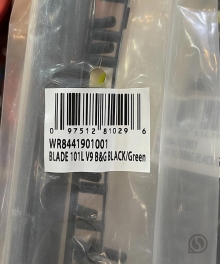 0 97512 81029 6
WR8441901001
BLADE 101L V9 B&G BLACK/Green